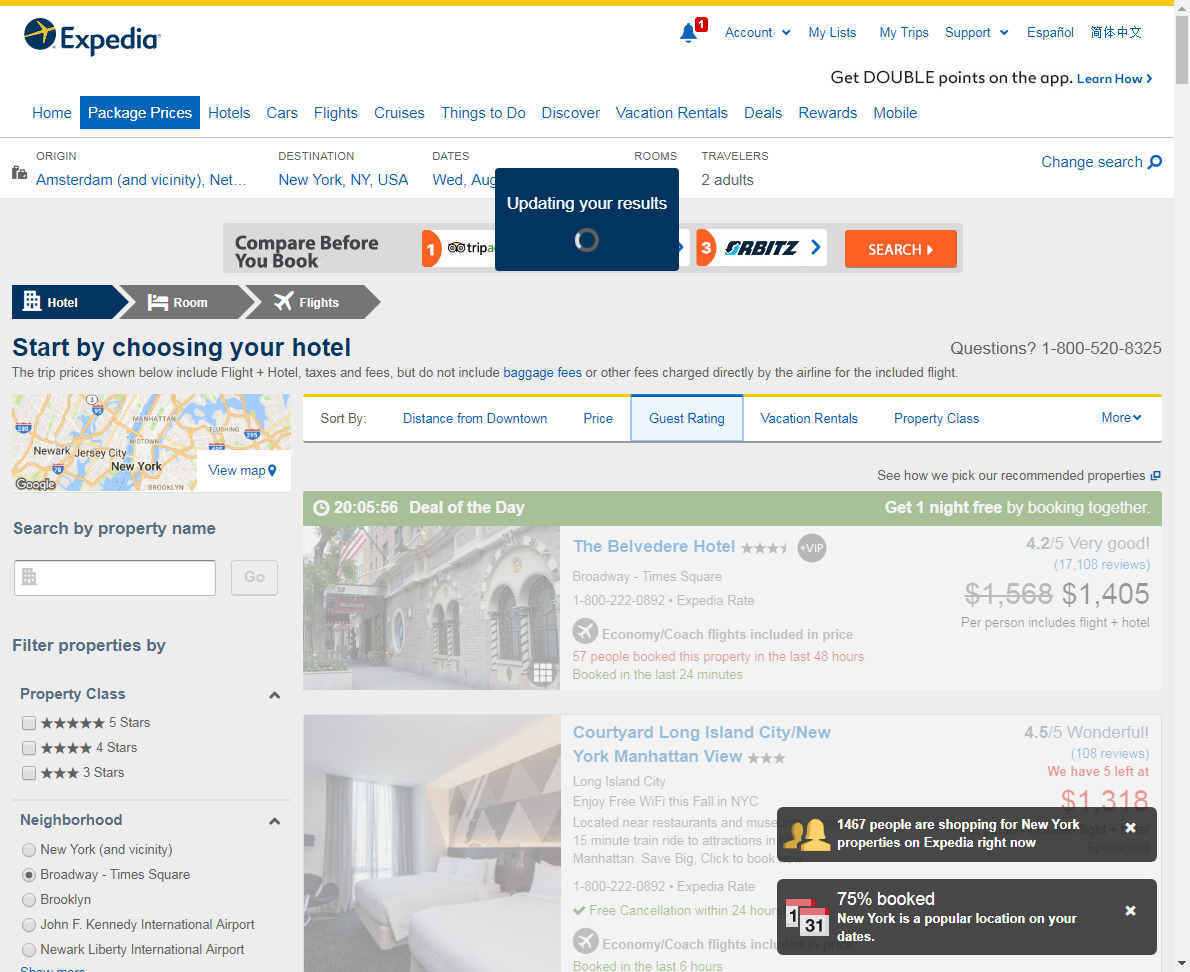 Expedia
1
Account
My Lists
My Trips
Support
Español
简体中文
Get DOUBLE points on the app. Learn How
Home
Package Prices
Hotels
Cars
Flights
Cruises
Things to Do
Discover
Vacation Rentals
Deals
Rewards
Mobile
ORIGIN
Amsterdam (and vicinity), Net...
DESTINATION
New York, NY, USA
DATES
Wed, Aug
ROOMS
TRAVELERS
2 adults
Change search
Updating your results
Compare Before
You Book
1
3
ORBITZ
SEARCH
Hotel
Room
Flights
Start by choosing your hotel
Questions? 1-800-520-8325
The trip prices shown below include Flight + Hotel, taxes and fees, but do not include baggage fees or other fees charged directly by the airline for the included flight.
MANHATTAN
FLUSHING
MIDTOWN
Newark
Jersey City
New York
BROOKLYN
3
95
280
295
495
78
Google
View map
Sort By:
Distance from Downtown
Price
Guest Rating
Vacation Rentals
Property Class
More
See how we pick our recommended properties
Search by property name
Go
Filter properties by
Property Class
5 Stars
4 Stars
3 Stars
Neighborhood
New York (and vicinity)
Broadway - Times Square
Brooklyn
John F. Kennedy International Airport
Newark Liberty International Airport
Show more
20:05:56 Deal of the Day
Get 1 night free by booking together.
The Belvedere Hotel
+VIP
Broadway - Times Square
1-800-222-0892 • Expedia Rate
Economy/Coach flights included in price
57 people booked this property in the last 48 hours
Booked in the last 24 minutes
4.2/5 Very good!
(17,108 reviews)
$1,568 $1,405
Per person includes flight + hotel
Courtyard Long Island City/New
York Manhattan View
Long Island City
Enjoy Free WiFi this Fall in NYC
Located near restaurants and
15 minute train ride to attractions in
Manhattan. Save Big, Click to book now
1-800-222-0892 • Expedia Rate
Free Cancellation within 24 hours
Economy/Coach flights included in price
Booked in the last 6 hours
4.5/5 Wonderful!
(108 reviews)
We have 5 left at
$1,318
flight + hotel
Sponsored
1467 people are shopping for New York
properties on Expedia right now
1
31
75% booked
New York is a popular location on your
dates.